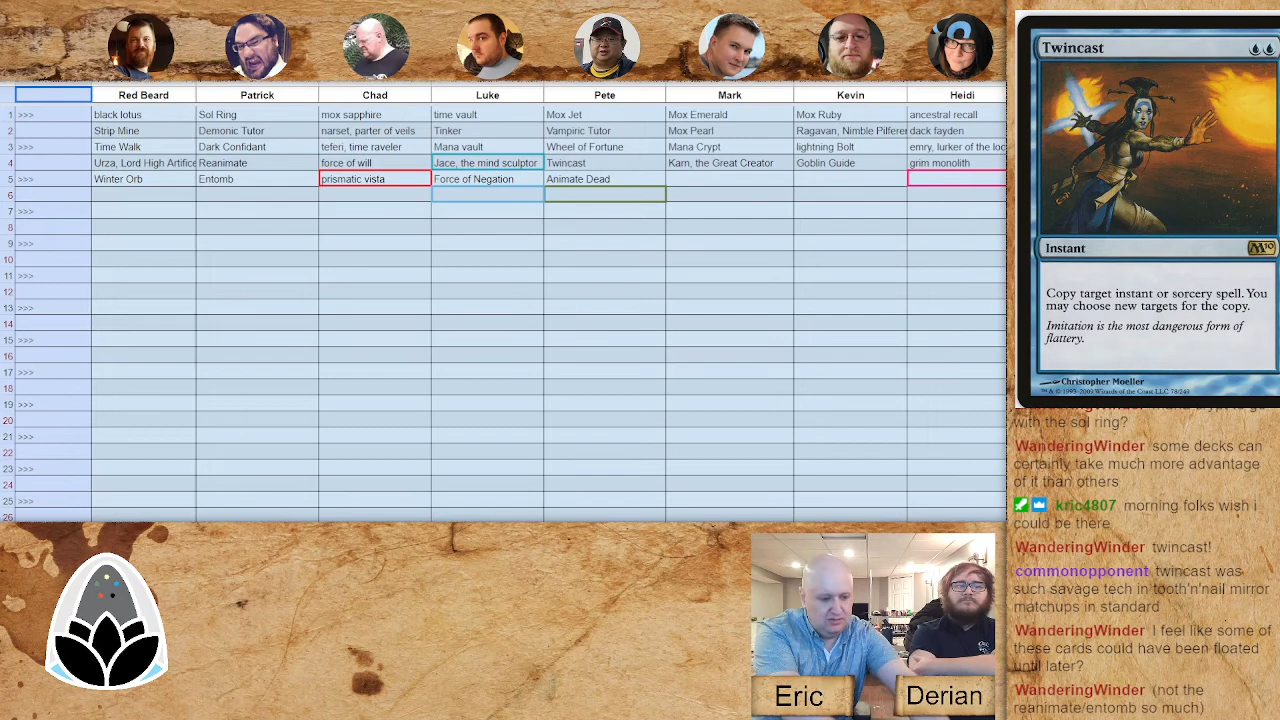 Red Beard Patrick Chad Luke Pete Mark Kevin Heidi
1 >>> black lotus Sol Ring mox sapphire time vault Mox Jet Mox Emerald Mox Ruby ancestral recall
2 Strip Mine Demonic Tutor narset, parter of veils Tinker Vampiric Tutor Mox Pearl Ragavan, Nimble Pilferer dack fayden
3 >>> Time Walk Dark Confidant teferi, time raveler Mana vault Wheel of Fortune Mana Crypt lightning Bolt emry, lurker of the loc
4 Urza, Lord High Artifice Reanimate force of will Jace, the mind sculptor Twincast Karn, the Great Creator Goblin Guide grim monolith
5 >>> Winter Orb Entomb prismatic vista Force of Negation Animate Dead
6
7 >>>
8
9 >>>
10
11 >>>
12
13 >>>
14
15 >>>
16
17 >>>
18
19 >>>
20
21 >>>
22
23 >>>
24
25 >>>
26
Twincast
Instant
M10
Copy target instant or sorcery spell. You
may choose new targets for the copy.
Imitation is the most dangerous form of
flattery.
Christopher Moeller
with the sol ring?
WanderingWinder some decks can
certainly take much more advantage
of it than others
kric4807 morning folks wish i
could be there
WanderingWinder twincast!
commonopponent twincast was
such savage tech in tooth'n'nail mirror
matchups in standard
WanderingWinder I feel like some of
these cards could have been floated
until later?
WanderingWinder (not the
reanimate/entomb so much)
Eric
Derian